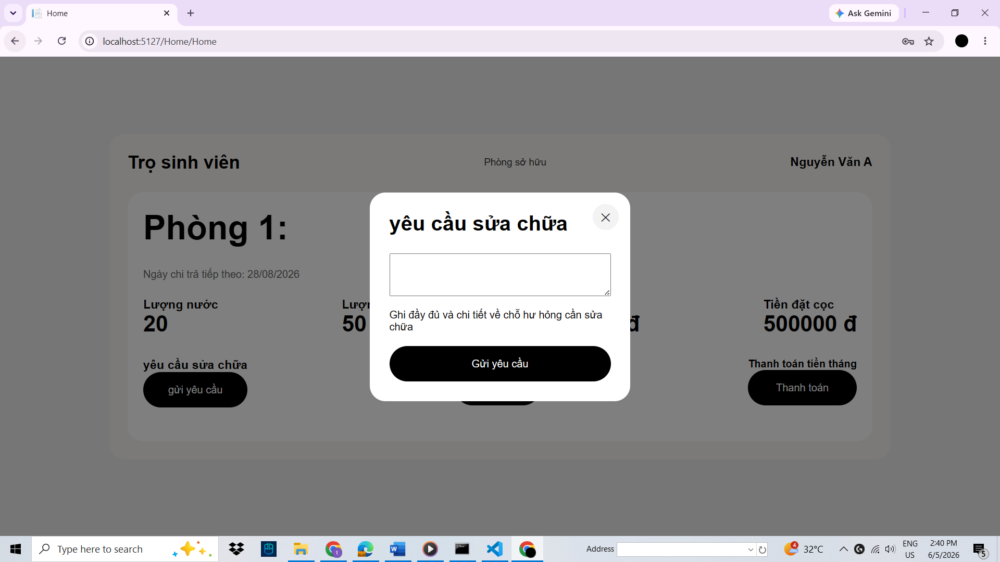 Home
Ask Gemini
localhost:5127/Home/Home
Trọ sinh viên
Phòng sở hữu
Nguyễn Văn A
Phòng 1:
yêu cầu sửa chữa
Ngày chi trả tiếp theo: 28/08/2026
Lượng nước
20
50
đ
Tiền đặt cọc
500000 đ
Ghi đầy đủ và chi tiết về chỗ hư hỏng cần sửa
chữa
Gửi yêu cầu
yêu cầu sửa chữa
gửi yêu cầu
Thanh toán tiền tháng
Thanh toán
Type here to search
Address
4
32°C
ENG
US
2:40 PM
6/5/2026
5